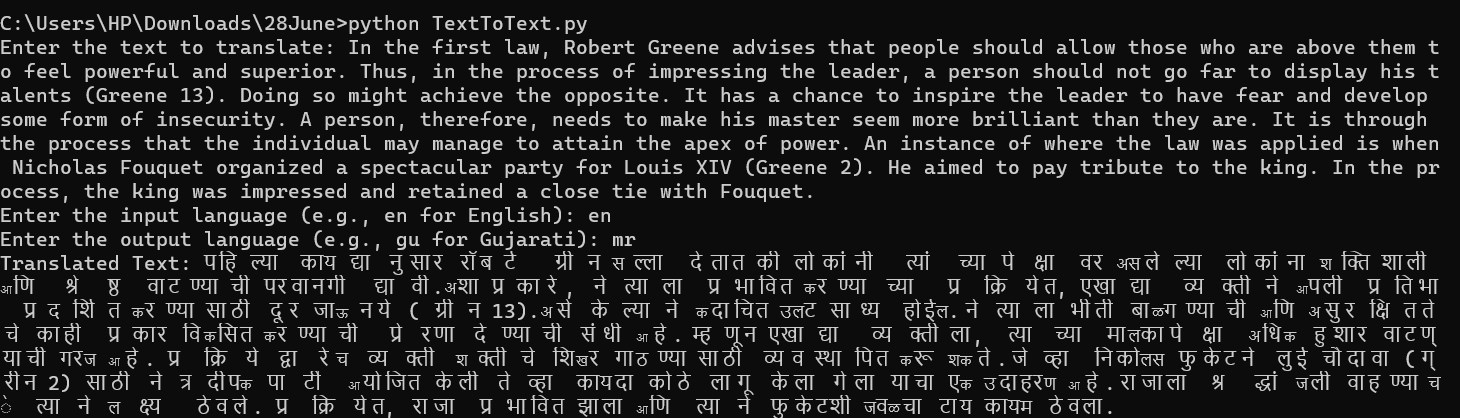 C:\Users\HP\Downloads\28June>python TextToText.py
Enter the text to translate: In the first law, Robert Greene advises that people should allow those who are above them t
o feel powerful and superior. Thus, in the process of impressing the leader, a person should not go far to display his t
alents (Greene 13). Doing so might achieve the opposite. It has a chance to inspire the leader to have fear and develop
some form of insecurity. A person, therefore, needs to make his master seem more brilliant than they are. It is through
the process that the individual may manage to attain the apex of power. An instance of where the law was applied is when
Nicholas Fouquet organized a spectacular party for Louis XIV (Greene 2). He aimed to pay tribute to the king. In the pr
ocess, the king was impressed and retained a close tie with Fouquet.
Enter the input language (e.g., en for English): en
Enter the output language (e.g., gu for Gujarati): mr
Translated Text: पहिल्या कायद्यानुसार रॉबर्ट ग्रीन सल्ला देतात की लोकांनी त्यांच्यापेक्षा वर असलेल्या लोकांना शक्तिशाली
आणि श्रेष्ठ वाटण्याची परवानगी द्यावी.अशाप्रकारे, नेत्याला प्रभावित करण्याच्या प्रक्रियेत, एखाद्या व्यक्तीने आपली प्रतिभा
प्रदर्शित करण्यासाठी दूर जाऊ नये (ग्रीन 13).असे केल्याने कदाचित उलट साध्य होईल.नेत्याला भीती बाळगण्याची आणि असुरक्षितते
चे काही प्रकार विकसित करण्याची प्रेरणा देण्याची संधी आहे.म्हणून एखाद्या व्यक्तीला, त्याच्या मालकापेक्षा अधिक हुशार वाटण्
याची गरज आहे.प्रक्रियेद्वारेच व्यक्ती शक्तीचे शिखर गाठण्यासाठी व्यवस्थापित करू शकते.जेव्हा निकोलस फुकेटने लुई चौदावा (ग्
रीन 2) साठी नेत्रदीपक पार्टी आयोजित केली तेव्हा कायदा कोठे लागू केला गेला याचा एक उदाहरण आहे.राजाला श्रद्धांजली वाहण्याच
े त्याने लक्ष्य ठेवले.प्रक्रियेत, राजा प्रभावित झाला आणि त्याने फुकेटशी जवळचा टाय कायम ठेवला.